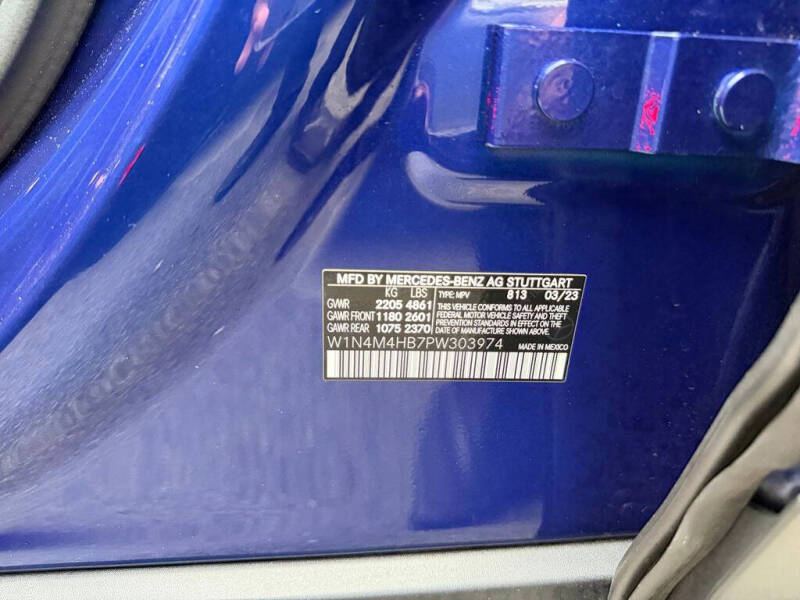 MFD BY MERCEDES-BENZ AG STUTTGART
KG LBS TYPE: MPV 813 03/23
GVWR 2205 4861 THIS VEHICLE CONFORMS TO ALL APPLICABLE
GAWR FRONT 1180 2601 FEDERAL MOTOR VEHICLE SAFETY AND THEFT
GAWR REAR 1075 2370 PREVENTION STANDARDS IN EFFECT ON THE
DATE OF MANUFACTURE SHOWN ABOVE.
W1N4M4HB7PW303974 MADE IN MEXICO